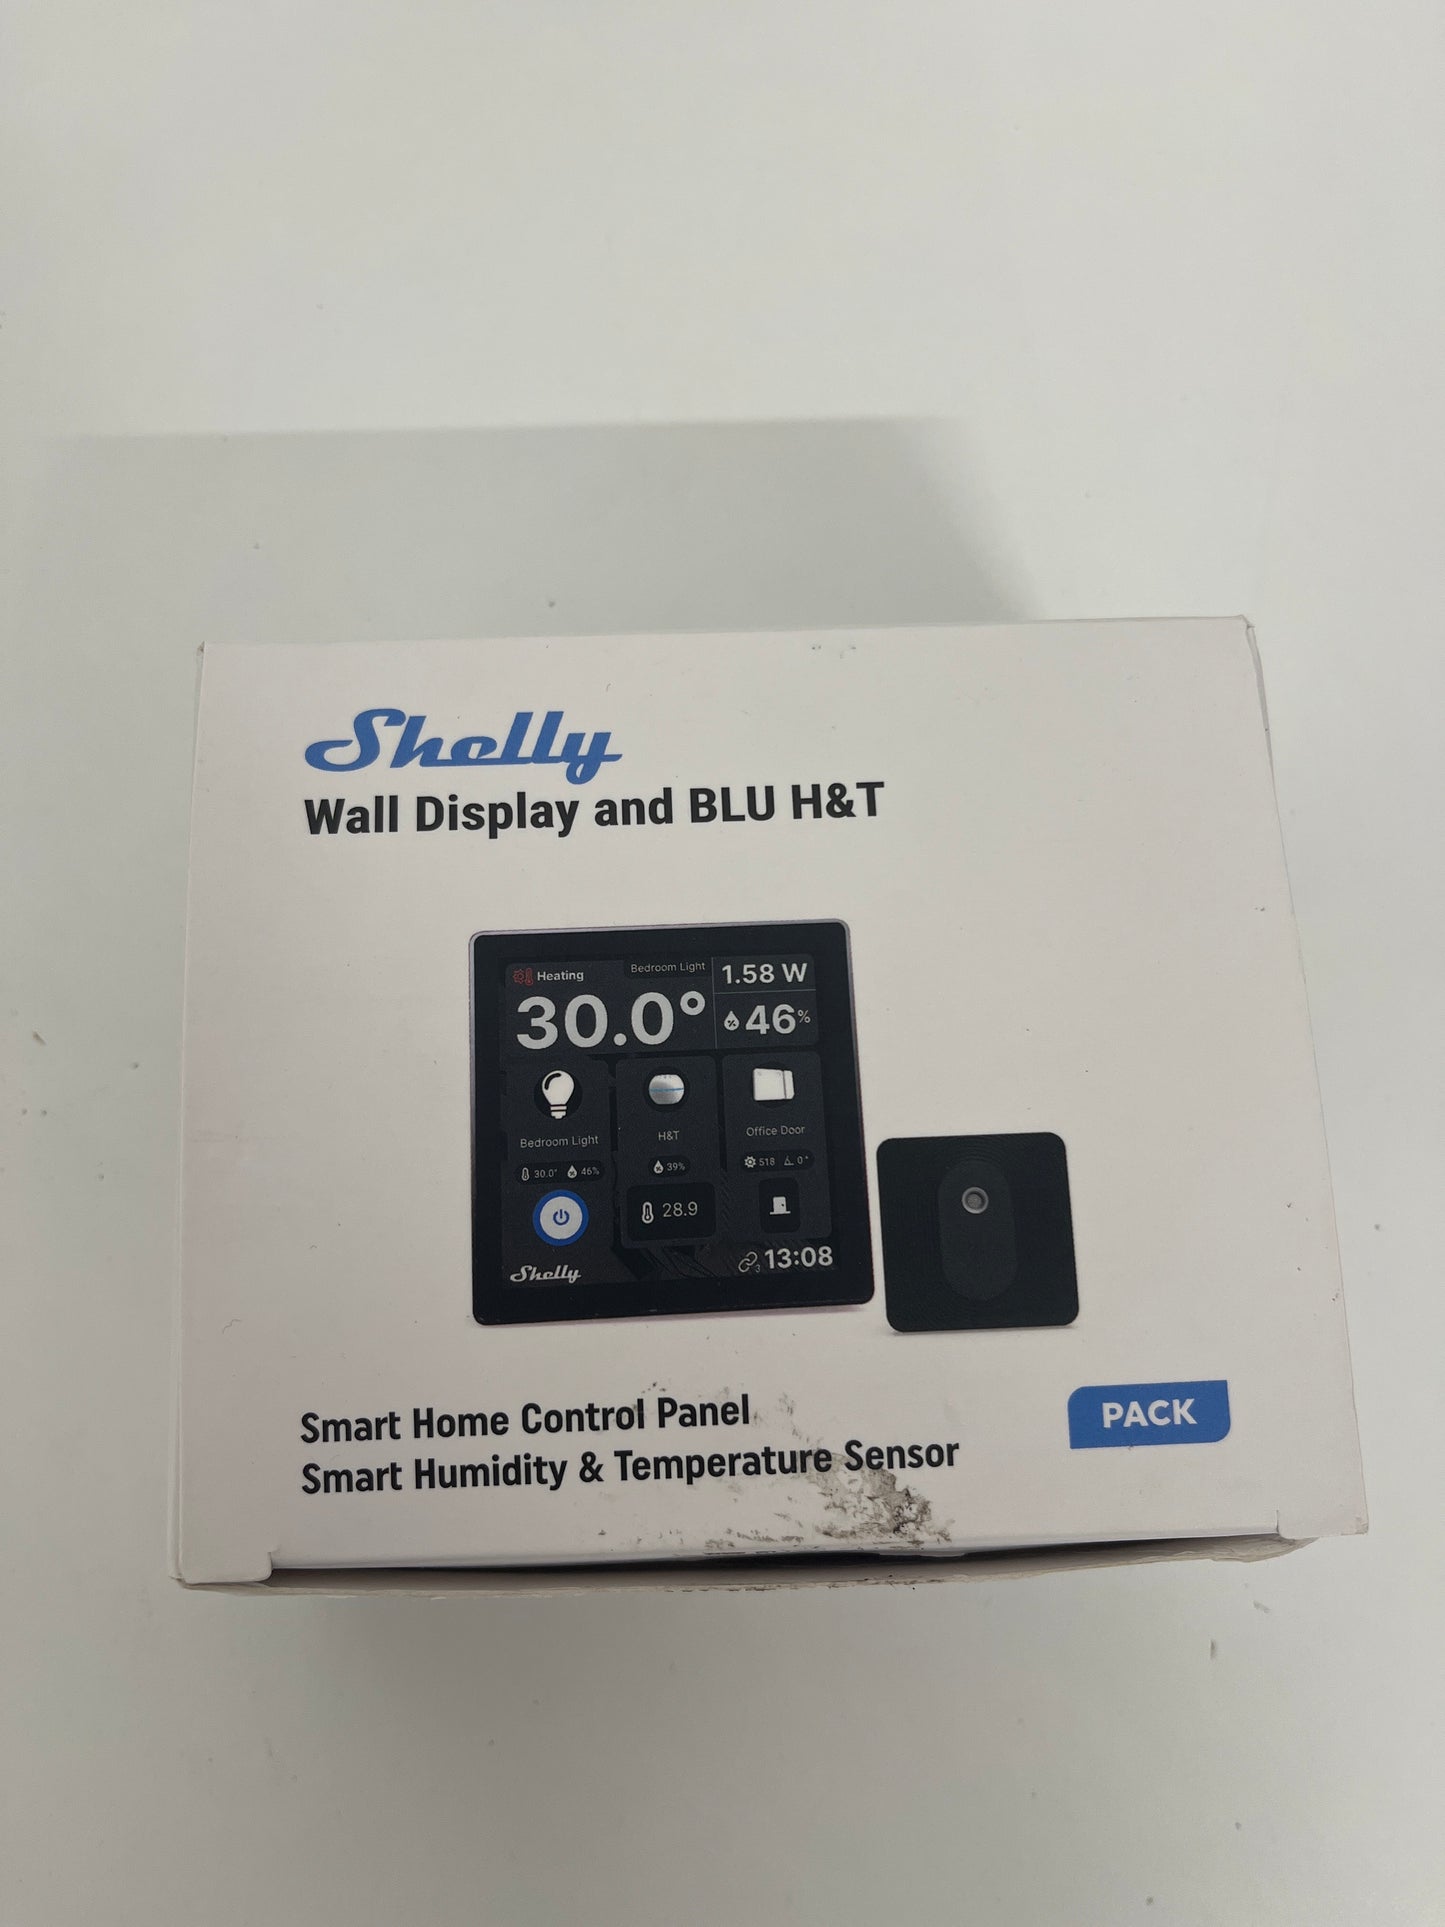 Shelly
Wall Display and BLU H&T
Heating
Bedroom Light
1.58 W
30.0°
46%
Bedroom Light
H&T
Office Door
30.0°
46%
39%
518
0°
28.9
Shelly
3
13:08
Smart Home Control Panel
Smart Humidity & Temperature Sensor
PACK